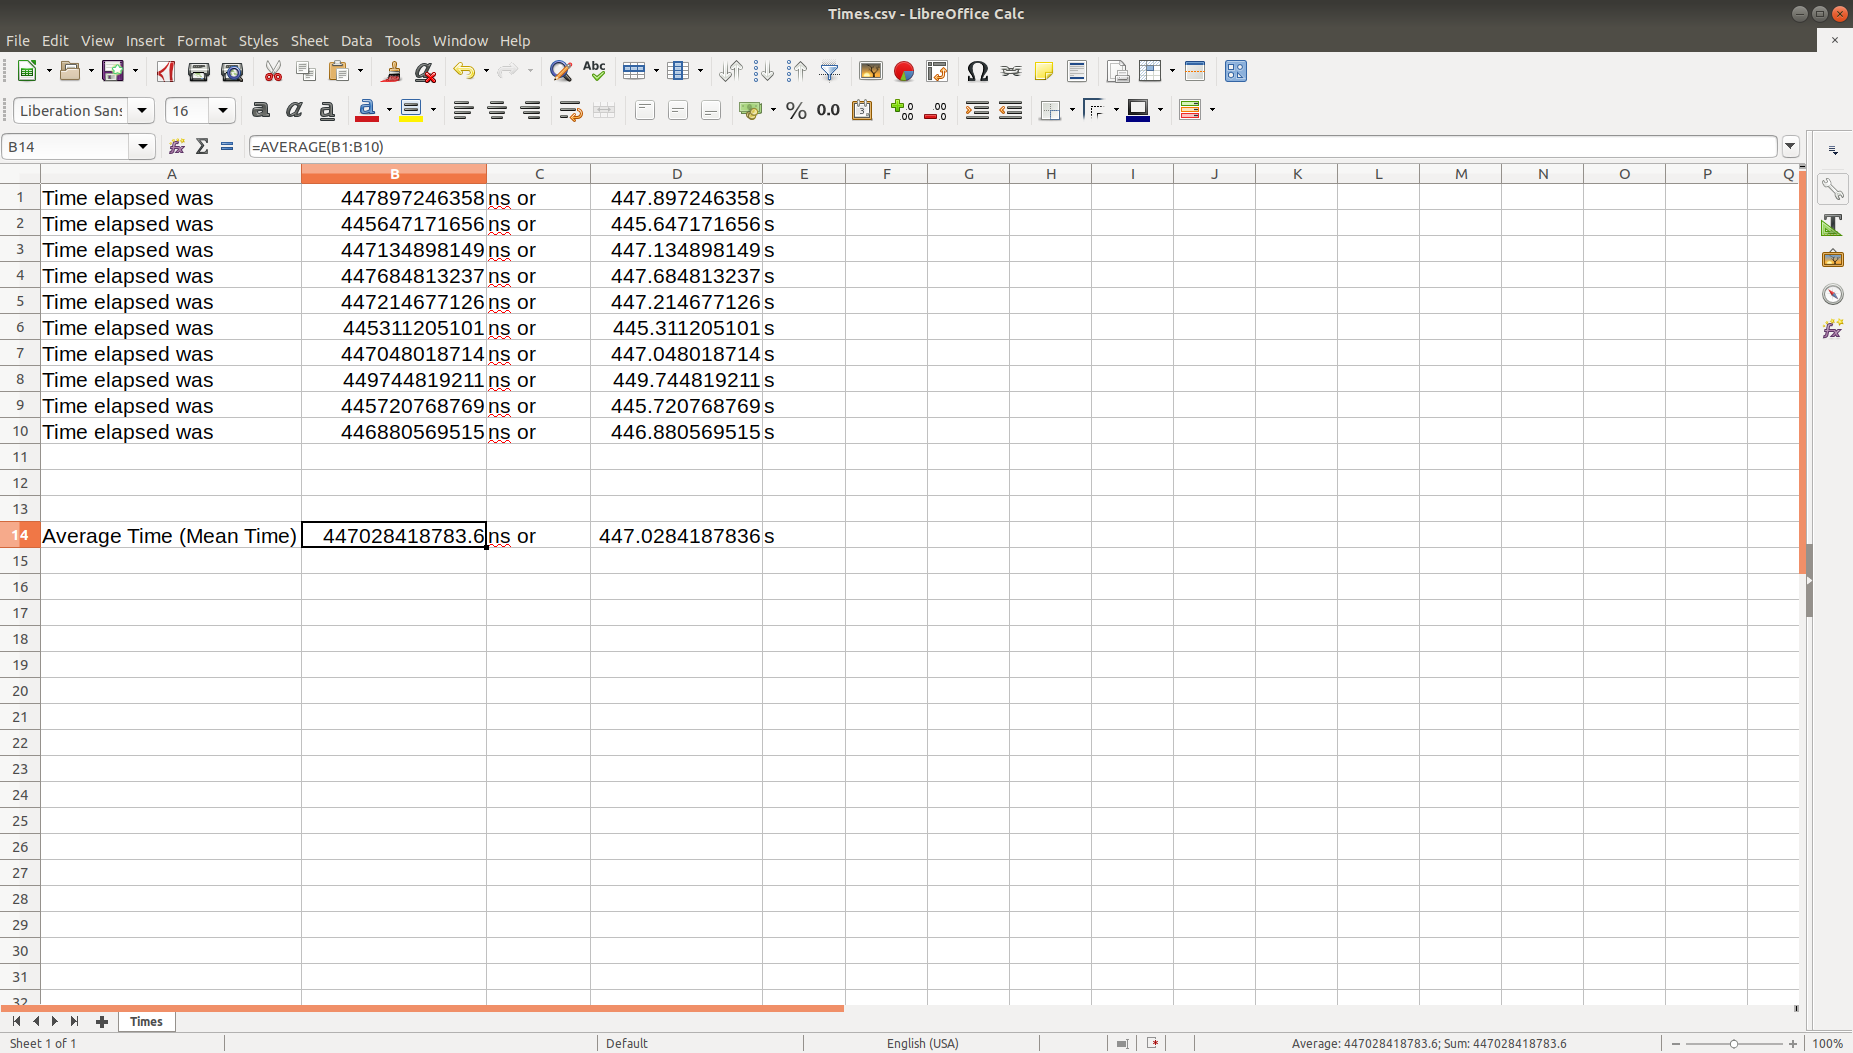 Times.csv - LibreOffice Calc
File Edit View Insert Format Styles Sheet Data Tools Window Help
Abc
Liberation Sans 16 a a a a % 0.0
B14 =AVERAGE(B1:B10)
A B C D E F G H I J K L M N O P Q
1 Time elapsed was 447897246358 ns or 447.897246358 s
2 Time elapsed was 445647171656 ns or 445.647171656 s
3 Time elapsed was 447134898149 ns or 447.134898149 s
4 Time elapsed was 447684813237 ns or 447.684813237 s
5 Time elapsed was 447214677126 ns or 447.214677126 s
6 Time elapsed was 445311205101 ns or 445.311205101 s
7 Time elapsed was 447048018714 ns or 447.048018714 s
8 Time elapsed was 449744819211 ns or 449.744819211 s
9 Time elapsed was 445720768769 ns or 445.720768769 s
10 Time elapsed was 446880569515 ns or 446.880569515 s
11
12
13
14 Average Time (Mean Time) 447028418783.6 ns or 447.0284187836 s
15
16
17
18
19
20
21
22
23
24
25
26
27
28
29
30
31
32
Times
Sheet 1 of 1 Default English (USA) Average: 447028418783.6; Sum: 447028418783.6 100%